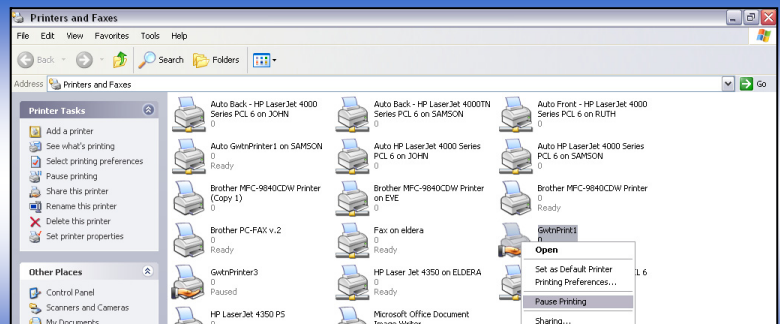 Printers and Faxes
File Edit View Favorites Tools Help
Back Search Folders
Address Printers and Faxes Go
Printer Tasks
Add a printer
See what's printing
Select printing preferences
Pause printing
Share this printer
Rename this printer
Delete this printer
Set printer properties
Other Places
Control Panel
Scanners and Cameras
My Documents
Auto Back - HP LaserJet 4000
Series PCL 6 on JOHN
0
Auto Back - HP LaserJet 4000TN
Series PCL 6 on SAMSON
0
Auto Front - HP LaserJet 4000
Series PCL 6 on RUTH
0
Auto GwtnPrinter1 on SAMSON
0
Ready
Auto HP LaserJet 4000 Series
PCL 6 on JOHN
0
Auto HP LaserJet 4000 Series
PCL 6 on SAMSON
0
Brother MFC-9840CDW Printer
(Copy 1)
0
Brother MFC-9840CDW Printer
on EVE
0
Brother MFC-9840CDW Printer
0
Ready
Brother PC-FAX v.2
0
Ready
Fax on eldera
0
Ready
GwtnPrint1
0
GwtnPrinter3
0
Paused
HP Laser Jet 4350 on ELDERA
0
Ready
L 6
HP LaserJet 4350 PS
0
Microsoft Office Document
Image Writer
Open
Set as Default Printer
Printing Preferences...
Pause Printing
Sharing...